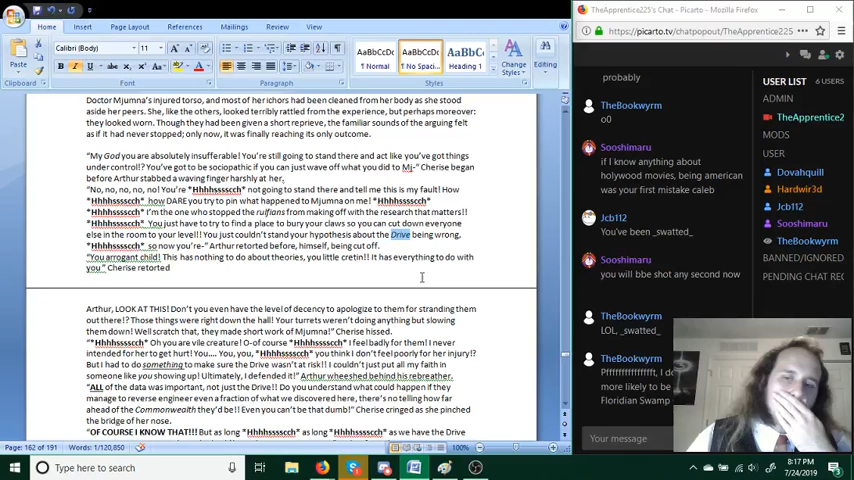 Home Insert Page Layout References Mailings Review View
Calibri (Body) 11
Paste
Clipboard Font Paragraph Styles
AaBbCcDc AaBbCcDc AaBbCc
¶ Normal ¶ No Spaci... Heading 1
Change Styles
Editing
Doctor Mjumna's injured torso, and most of her ichors had been cleaned from her body as she stood
aside her peers. She, like the others, looked terribly rattled from the experience, but perhaps moreover:
they looked worn. Though they had been given a short reprieve, the familiar sounds of the arguing felt
as if it had never stopped; only now, it was finally reaching its only outcome.
“My God you are absolutely insufferable! You're still going to stand there and act like you've got things
under control!? You've got to be sociopathic if you can just wave off what you did to Mj-” Cherise began
before Arthur stabbed a waving finger harshly at her.
“No, no, no, no, no! You're *Hhhhsssscch* not going to stand there and tell me this is my fault! How
*Hhhhsssscch* how DARE you try to pin what happened to Mjumna on me! *Hhhhsssscch*
*Hhhhsssscch* I'm the one who stopped the rulfians from making off with the research that matters!!
*Hhhhsssscch* You just have to try to find a place to bury your claws so you can cut down everyone
else in the room to your level!! You just couldn't stand your hypothesis about the Drive being wrong,
*Hhhhsssscch* so now you're-” Arthur retorted before, himself, being cut off.
“You arrogant child! This has nothing to do about theories, you little cretin!! It has everything to do with
you” Cherise retorted
Arthur, LOOK AT THIS! Don't you even have the level of decency to apologize to them for stranding them
out there!? Those things were right down the hall! Your turrets weren't doing anything but slowing
them down! Well scratch that, they made short work of Mjumna!” Cherise hissed.
“*Hhhhsssscch* Oh you are vile creature! O-of course *Hhhhsssscch* I feel badly for them! I never
intended for her to get hurt! You.... You, you, *Hhhhsssscch* you think I don't feel poorly for her injury!?
But I had to do something to make sure the Drive wasn't at risk!! I couldn't just put all my faith in
someone like you showing up! Ultimately, I defended it!” Arthur wheeshed behind his rebreather.
“ALL of the data was important, not just the Drive!! Do you understand what could happen if they
manage to reverse engineer even a fraction of what we discovered here, there's no telling how far
ahead of the Commonwealth they'd be!! Even you can't be that dumb!” Cherise cringed as she pinched
the bridge of her nose.
“OF COURSE I KNOW THAT!!! But as long *Hhhhsssscch* as long *Hhhhsssscch* as we have the Drive
Page: 162 of 191 Words: 1/120,850 100%
TheApprentice225's Chat - Picarto - Mozilla Firefox
https://picarto.tv/chatpopout/TheApprentice225
probably
TheBookwyrm
o0
Sooshimaru
if I know anything about
holywood movies, being american
was your first mistake caleb
Jcb112
You've been _swatted_
Sooshimaru
you will bbe shot any second now
TheBookwyrm
LOL, _swatted_
TheBookwyrm
Pfffffffffffffff, I d
more likely to be
Floridian Swamp
Send a message
USER LIST 6 USERS
ADMIN
TheApprentice2
MODS
USER
Dovahquill
Hardwir3d
Jcb112
Sooshimaru
TheBookwyrm
BANNED/IGNORED
PENDING CHAT REC
Type here to search
8:17 PM
7/24/2019